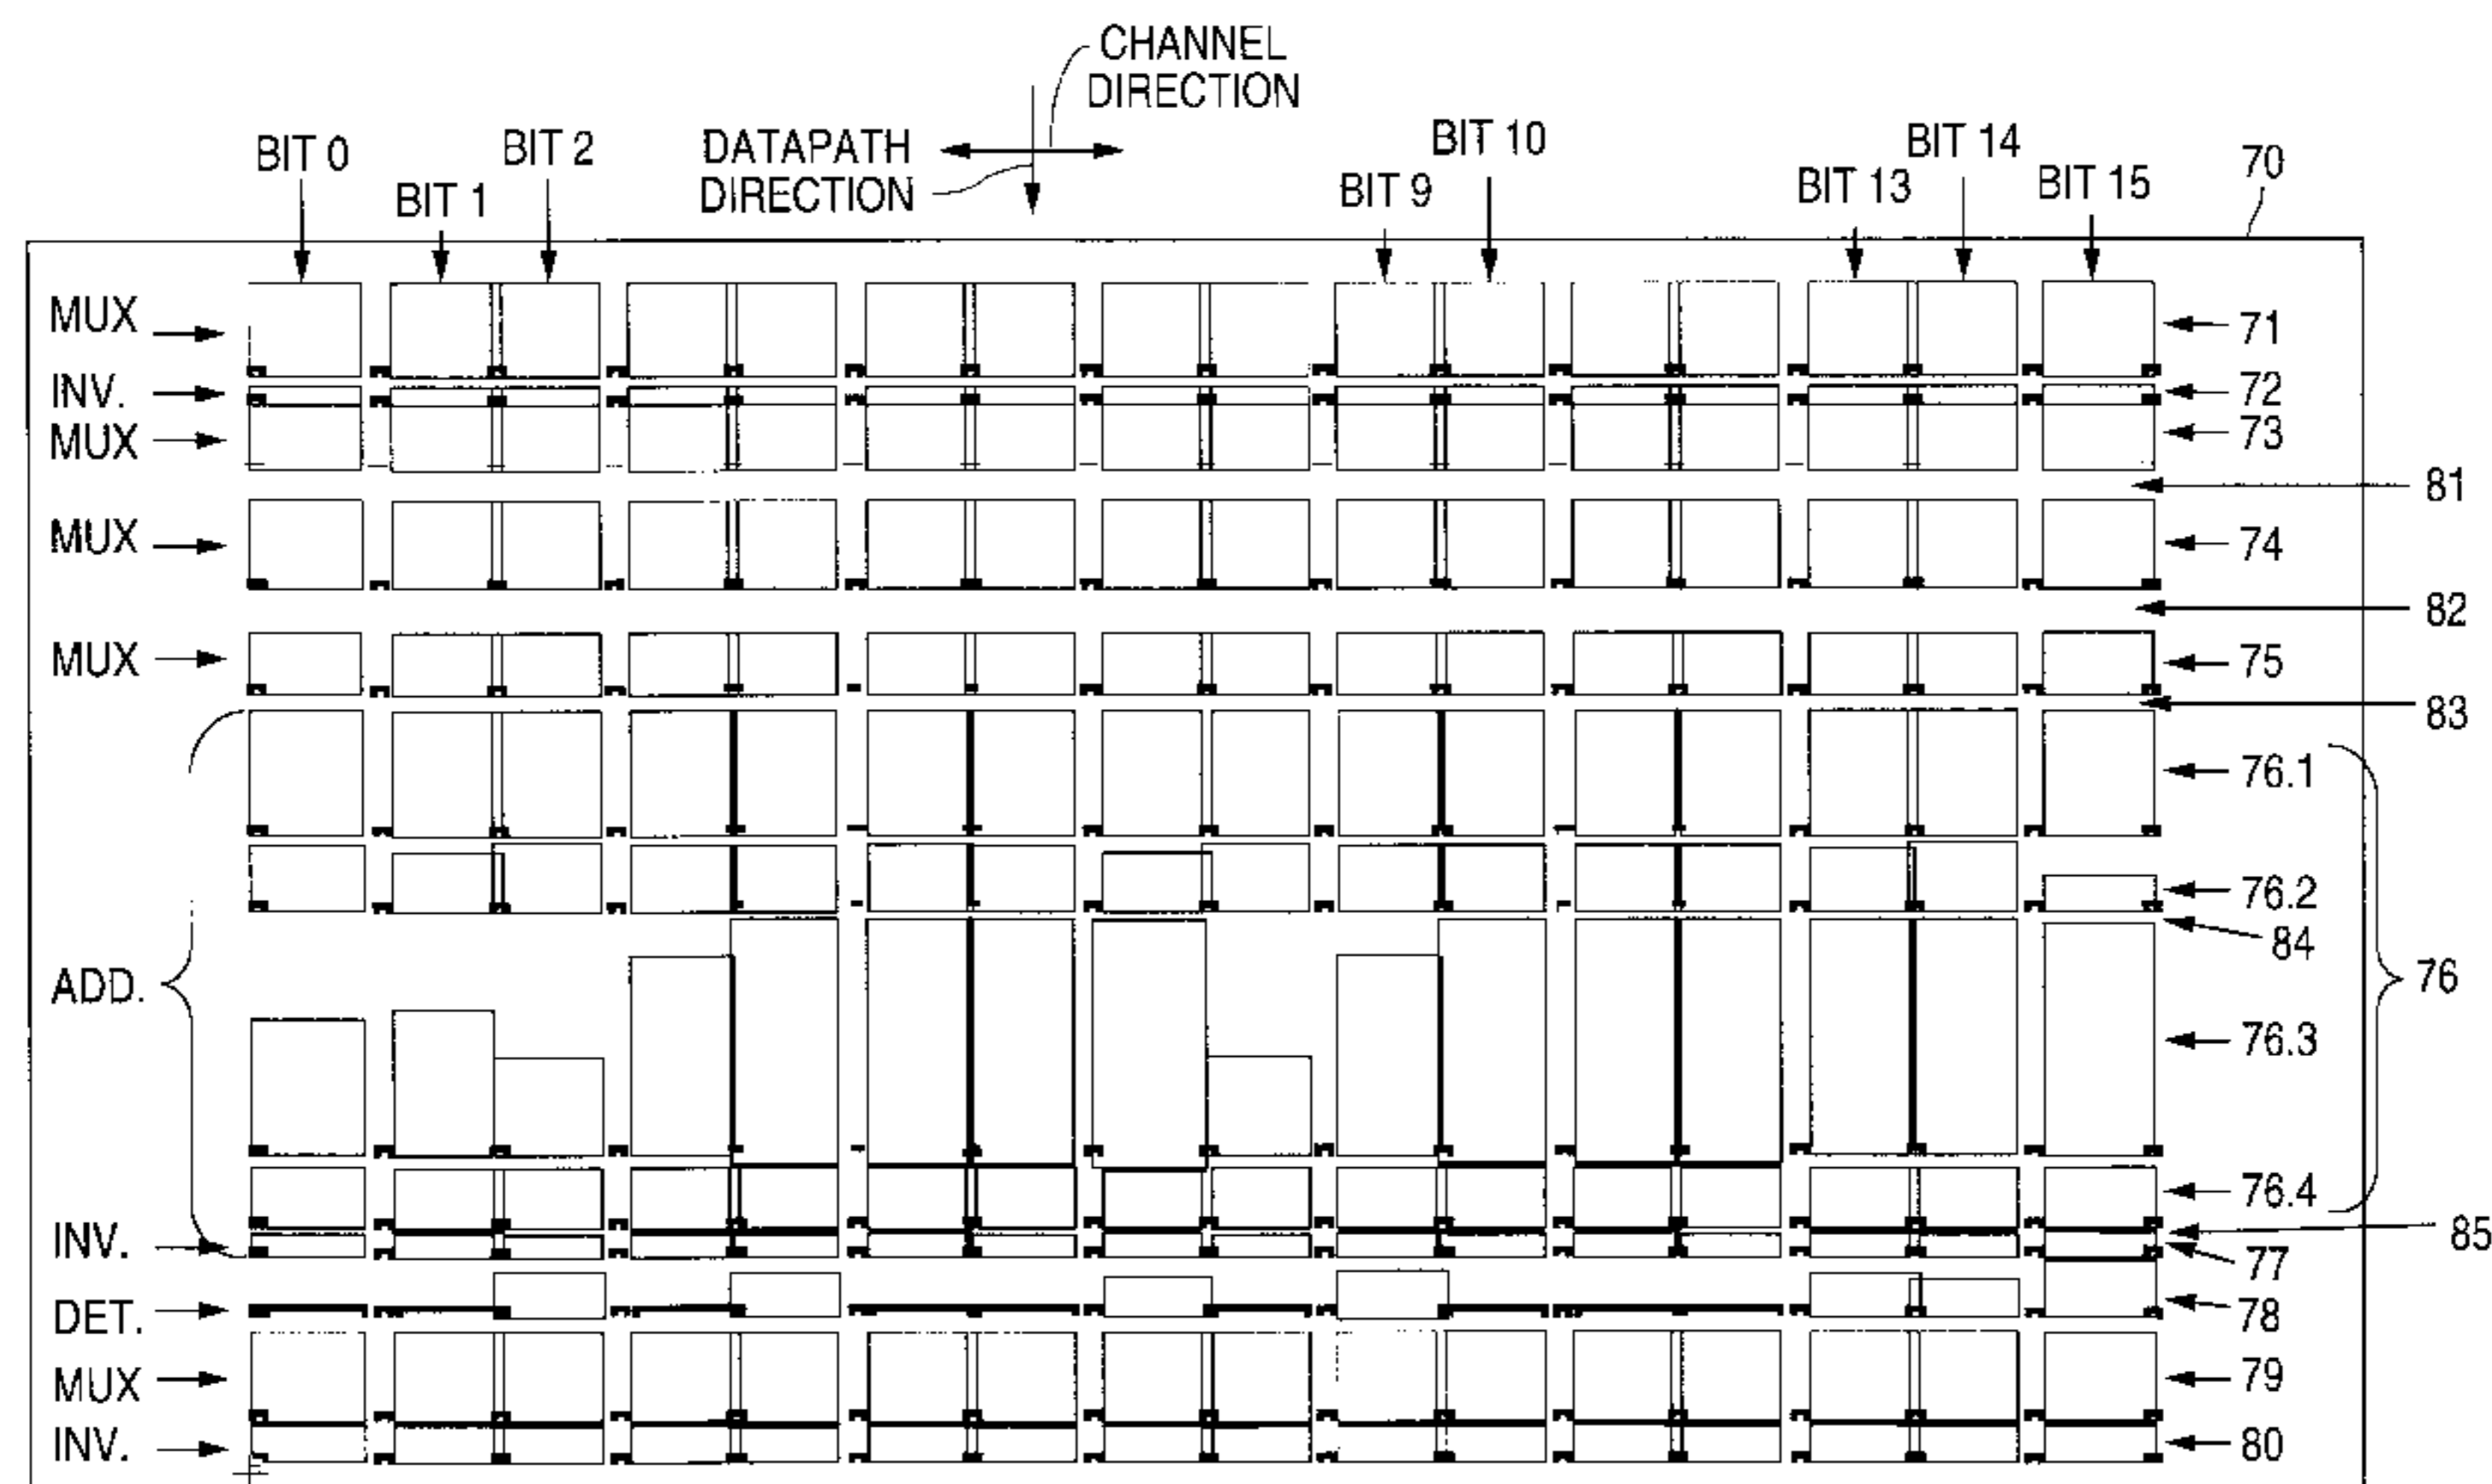 CHANNEL
DIRECTION
BIT 0
BIT 1
BIT 2
DATAPATH
DIRECTION
BIT 9
BIT 10
BIT 13
BIT 14
BIT 15
70
MUX
71
INV.
72
MUX
73
81
MUX
74
82
MUX
75
83
76.1
76.2
84
ADD.
76
76.3
76.4
85
INV.
77
DET.
78
MUX
79
INV.
80